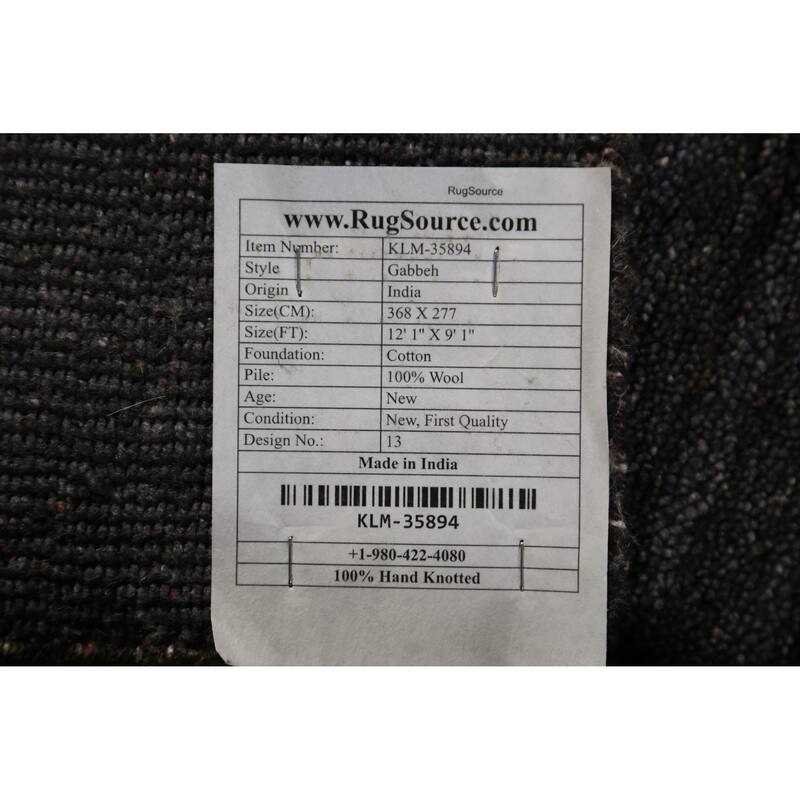 RugSource
www.RugSource.com
Item Number: KLM-35894
Style Gabbeh
Origin India
Size(CM): 368 X 277
Size(FT): 12' 1" X 9' 1"
Foundation: Cotton
Pile: 100% Wool
Age: New
Condition: New, First Quality
Design No.: 13
Made in India
KLM-35894
+1-980-422-4080
100% Hand Knotted